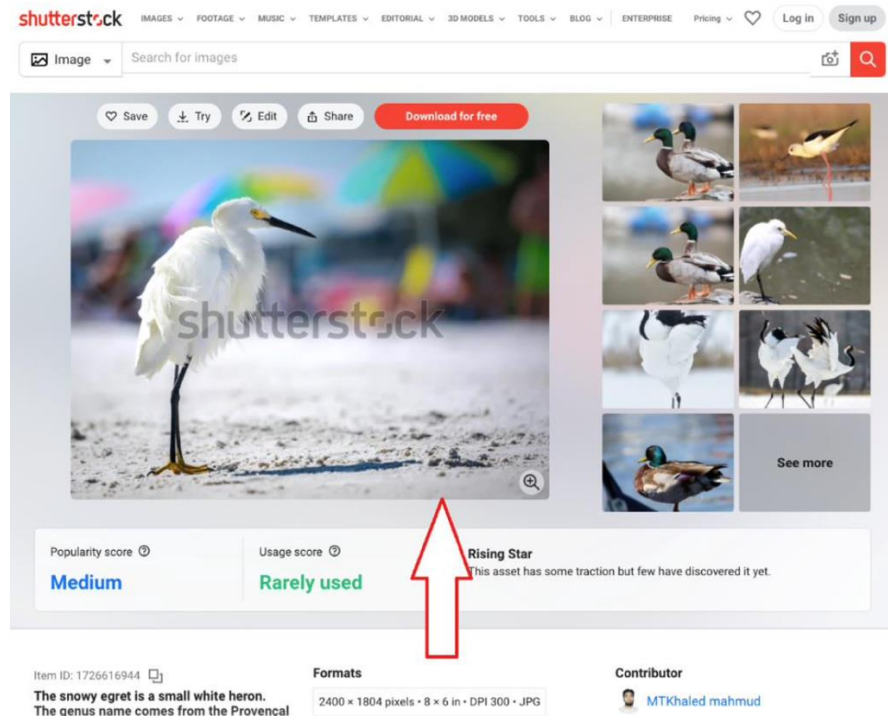 shutterstock IMAGES FOOTAGE MUSIC TEMPLATES EDITORIAL 3D MODELS TOOLS BLOG ENTERPRISE Pricing Log in Sign up
Image Search for images
Save Try Edit Share Download for free
shutterstock
See more
Popularity score Usage score Rising Star
This asset has some traction but few have discovered it yet.
Medium Rarely used
Item ID: 1726616944 Formats Contributor
The snowy egret is a small white heron. 2400 × 1804 pixels • 8 × 6 in • DPI 300 • JPG MTKhaled mahmud
The genus name comes from the Provençal